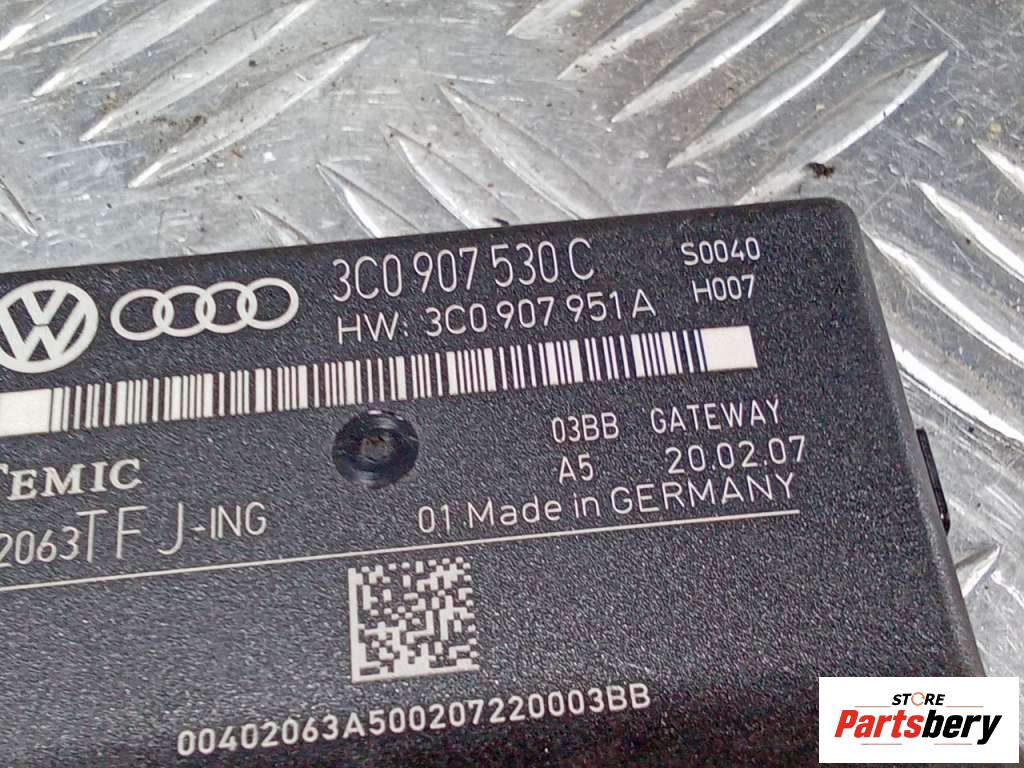 3C0 907 530 C S0040
HW: 3C0 907 951 A H007
03BB GATEWAY
TEMIC A5 20.02.07
2063TFJ-ING 01 Made in GERMANY
00402063A500207220003BB
STORE
Partsbery